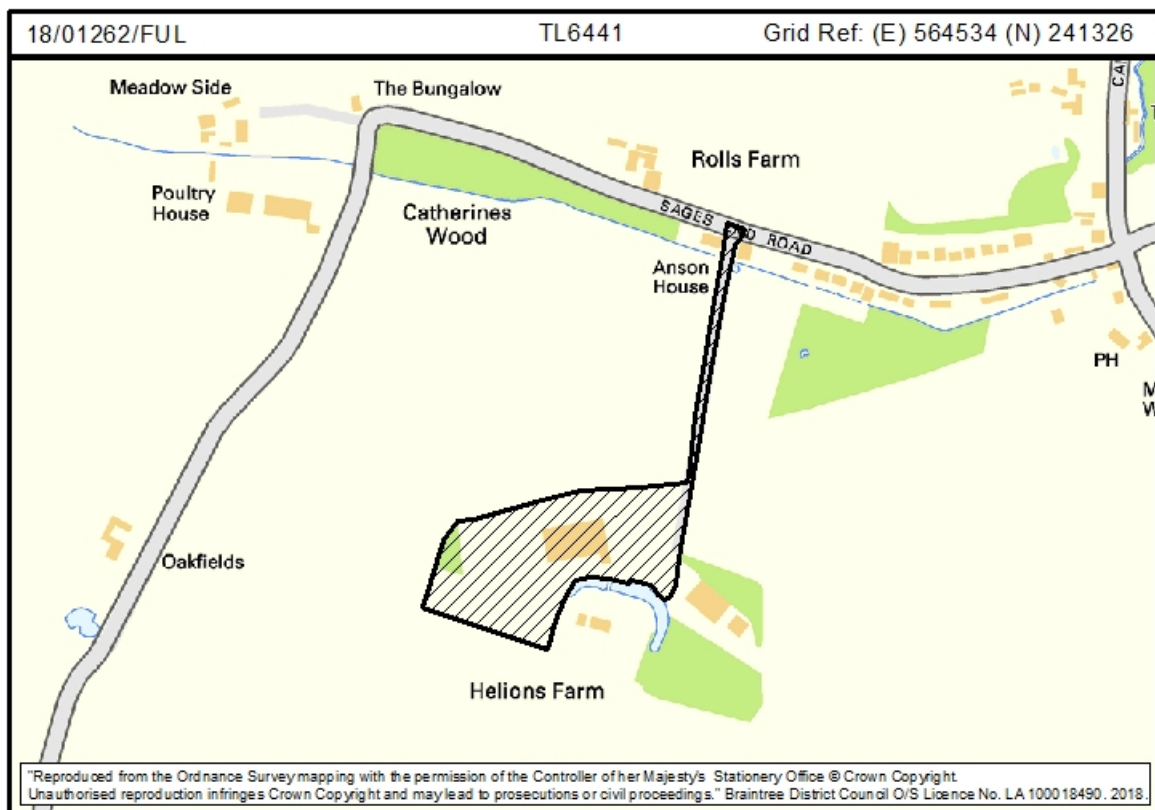 18/01262/FUL TL6441 Grid Ref: (E) 564534 (N) 241326
Meadow Side
The Bungalow
CA
Rolls Farm
Poultry
House
Catherines
Wood
SAGES
D ROAD
Anson
House
PH
M
W
Oakfields
Helions Farm
"Reproduced from the Ordnance Survey mapping with the permission of the Controller of her Majesty's Stationery Office © Crown Copyright.
Unauthorised reproduction infringes Crown Copyright and may lead to prosecutions or civil proceedings." Braintree District Council O/S Licence No. LA 100018490. 2018.